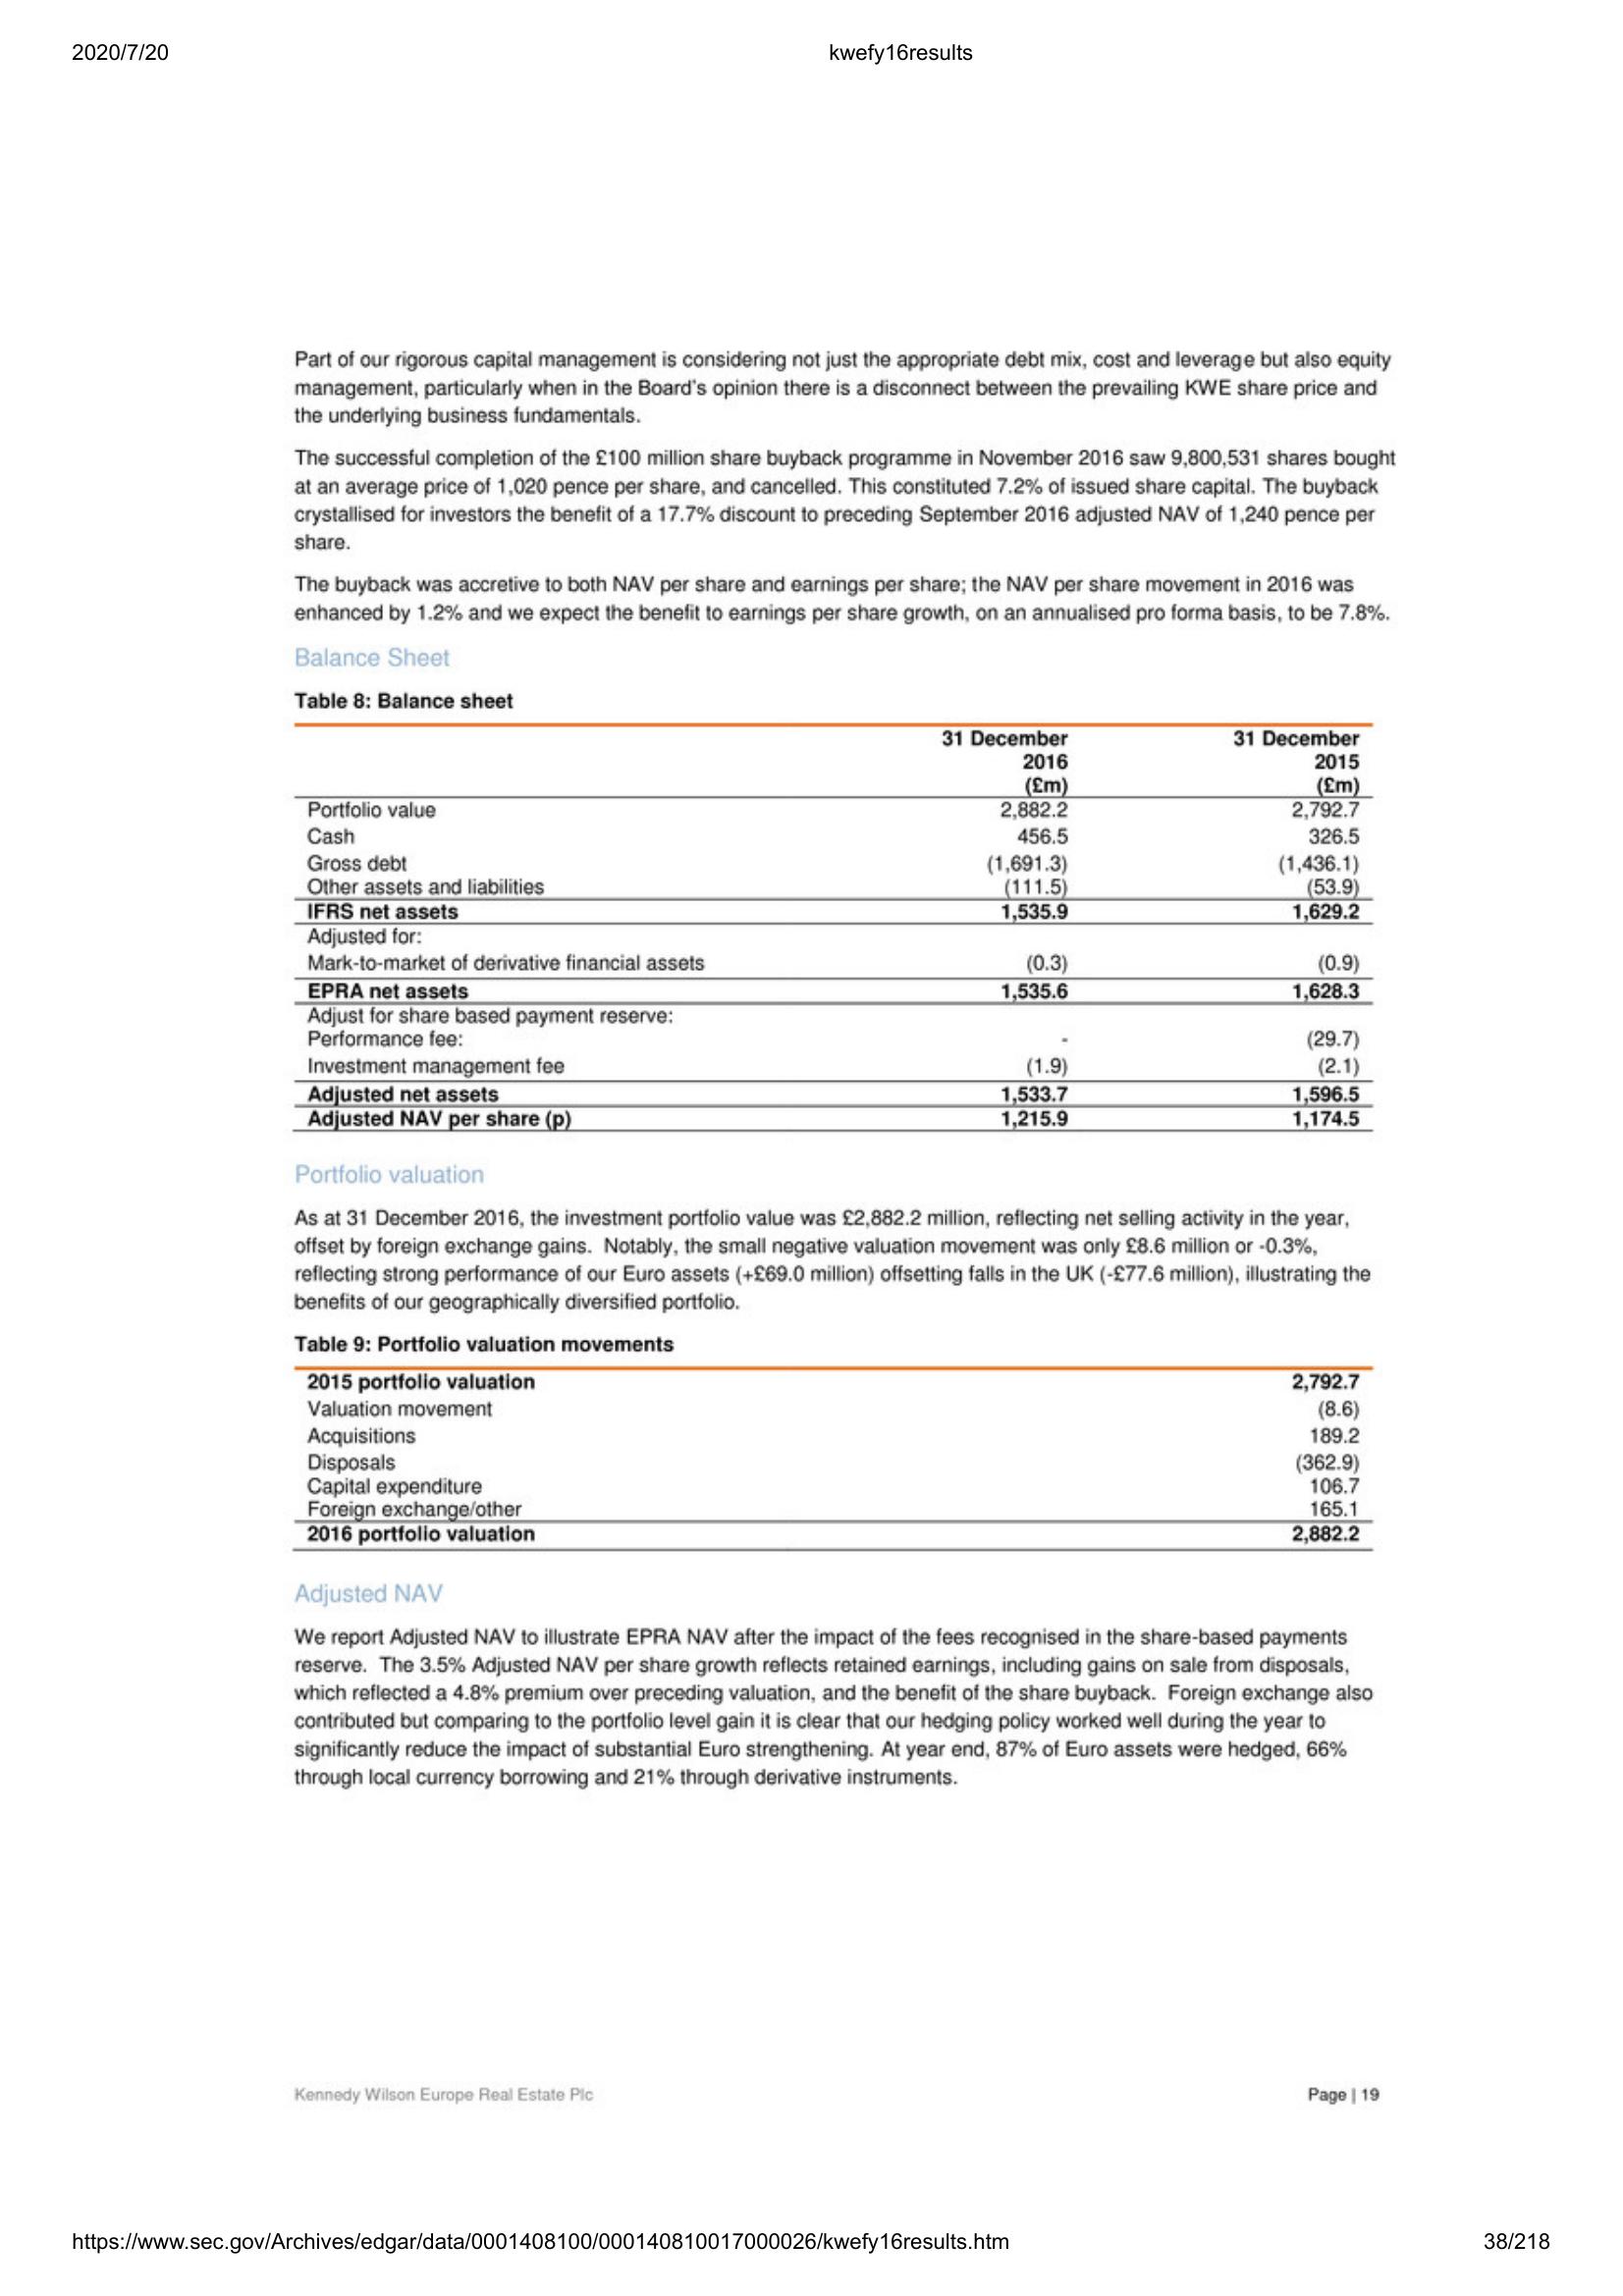 2020/7/20 kwefy16results
Part of our rigorous capital management is considering not just the appropriate debt mix, cost and leverage but also equity
management, particularly when in the Board's opinion there is a disconnect between the prevailing KWE share price and
the underlying business fundamentals.
The successful completion of the £100 million share buyback programme in November 2016 saw 9,800,531 shares bought
at an average price of 1,020 pence per share, and cancelled. This constituted 7.2% of issued share capital. The buyback
crystallised for investors the benefit of a 17.7% discount to preceding September 2016 adjusted NAV of 1,240 pence per
share.
The buyback was accretive to both NAV per share and earnings per share; the NAV per share movement in 2016 was
enhanced by 1.2% and we expect the benefit to earnings per share growth, on an annualised pro forma basis, to be 7.8%.
Balance Sheet
Table 8: Balance sheet
31 December 31 December
2016 2015
(£m) (£m)
Portfolio value 2,882.2 2,792.7
Cash 456.5 326.5
Gross debt (1,691.3) (1,436.1)
Other assets and liabilities (111.5) (53.9)
IFRS net assets 1,535.9 1,629.2
Adjusted for:
Mark-to-market of derivative financial assets (0.3) (0.9)
EPRA net assets 1,535.6 1,628.3
Adjust for share based payment reserve:
Performance fee: - (29.7)
Investment management fee (1.9) (2.1)
Adjusted net assets 1,533.7 1,596.5
Adjusted NAV per share (p) 1,215.9 1,174.5
Portfolio valuation
As at 31 December 2016, the investment portfolio value was £2,882.2 million, reflecting net selling activity in the year,
offset by foreign exchange gains. Notably, the small negative valuation movement was only £8.6 million or -0.3%,
reflecting strong performance of our Euro assets (+£69.0 million) offsetting falls in the UK (-£77.6 million), illustrating the
benefits of our geographically diversified portfolio.
Table 9: Portfolio valuation movements
2015 portfolio valuation 2,792.7
Valuation movement (8.6)
Acquisitions 189.2
Disposals (362.9)
Capital expenditure 106.7
Foreign exchange/other 165.1
2016 portfolio valuation 2,882.2
Adjusted NAV
We report Adjusted NAV to illustrate EPRA NAV after the impact of the fees recognised in the share-based payments
reserve. The 3.5% Adjusted NAV per share growth reflects retained earnings, including gains on sale from disposals,
which reflected a 4.8% premium over preceding valuation, and the benefit of the share buyback. Foreign exchange also
contributed but comparing to the portfolio level gain it is clear that our hedging policy worked well during the year to
significantly reduce the impact of substantial Euro strengthening. At year end, 87% of Euro assets were hedged, 66%
through local currency borrowing and 21% through derivative instruments.
Kennedy Wilson Europe Real Estate Plc Page | 19
https://www.sec.gov/Archives/edgar/data/0001408100/000140810017000026/kwefy16results.htm 38/218